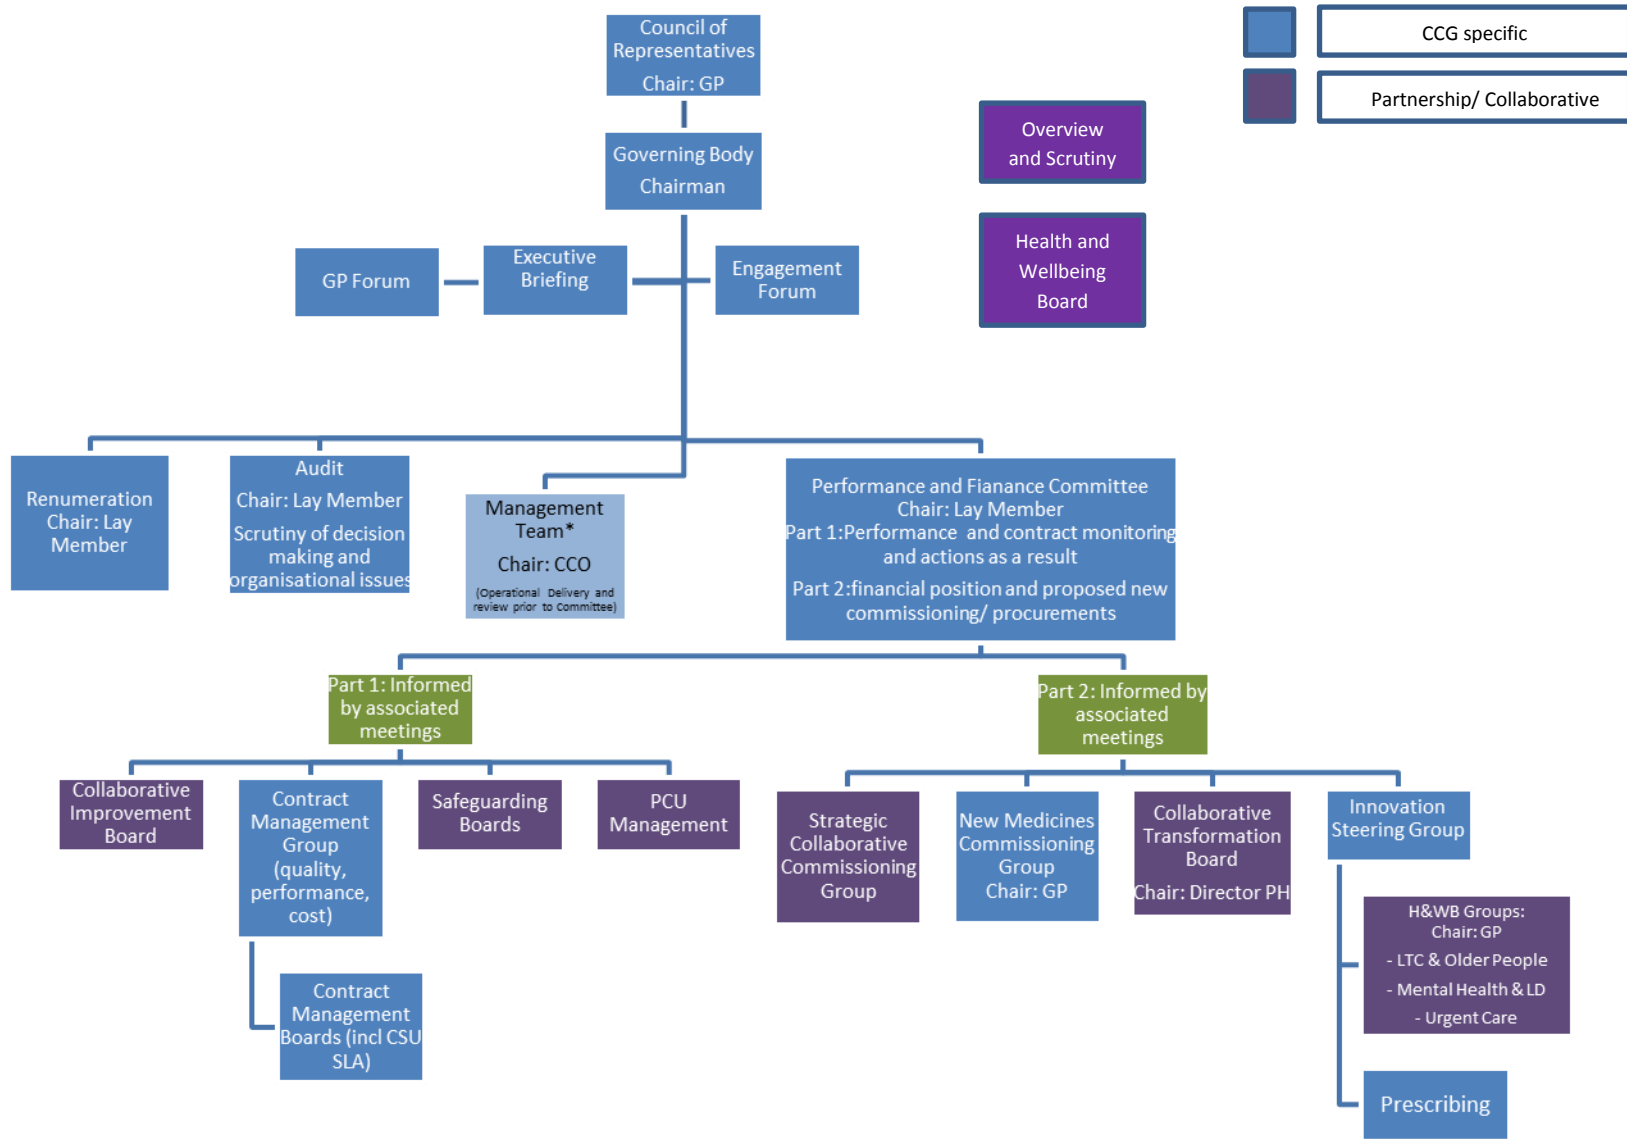 Council of
Representatives
Chair: GP
CCG specific
Partnership/ Collaborative
Overview
and Scrutiny
Governing Body
Chairman
Health and
Wellbeing
Board
GP Forum
Executive
Briefing
Engagement
Forum
Renumeration
Chair: Lay
Member
Audit
Chair: Lay Member
Scrutiny of decision
making and
organisational issues
Management
Team*
Chair: CCO
(Operational Delivery and
review prior to Committee)
Performance and Fianance Committee
Chair: Lay Member
Part 1:Performance and contract monitoring
and actions as a result
Part 2:financial position and proposed new
commissioning/ procurements
Part 1: Informed
by associated
meetings
Part 2: Informed by
associated
meetings
Collaborative
Improvement
Board
Contract
Management
Group
(quality,
performance,
cost)
Safeguarding
Boards
PCU
Management
Strategic
Collaborative
Commissioning
Group
New Medicines
Commissioning
Group
Chair: GP
Collaborative
Transformation
Board
Chair: Director PH
Innovation
Steering Group
Contract
Management
Boards (incl CSU
SLA)
H&WB Groups:
Chair: GP
- LTC & Older People
- Mental Health & LD
- Urgent Care
Prescribing